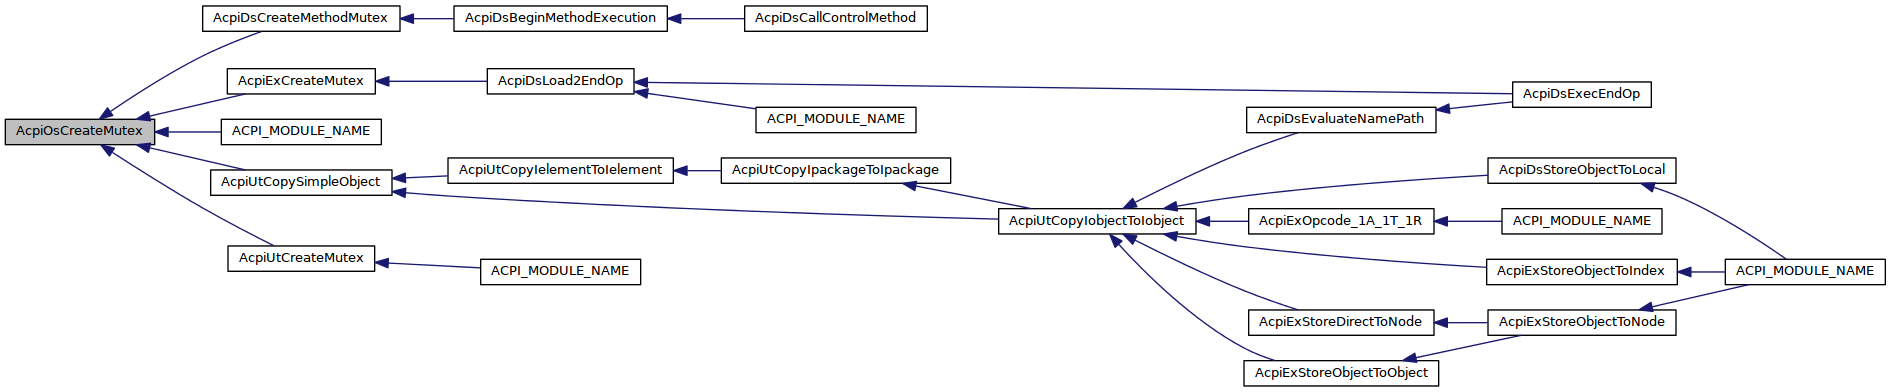 AcpiDsCreateMethodMutex
AcpiDsBeginMethodExecution
AcpiDsCallControlMethod
AcpiExCreateMutex
AcpiDsLoad2EndOp
AcpiDsExecEndOp
ACPI_MODULE_NAME
AcpiDsEvaluateNamePath
AcpiOsCreateMutex
ACPI_MODULE_NAME
AcpiUtCopySimpleObject
AcpiUtCopyIelementToIelement
AcpiUtCopyIpackageToIpackage
AcpiDsStoreObjectToLocal
AcpiUtCopyIobjectToIobject
AcpiExOpcode_1A_1T_1R
ACPI_MODULE_NAME
AcpiUtCreateMutex
ACPI_MODULE_NAME
AcpiExStoreObjectToIndex
ACPI_MODULE_NAME
AcpiExStoreDirectToNode
AcpiExStoreObjectToNode
AcpiExStoreObjectToObject